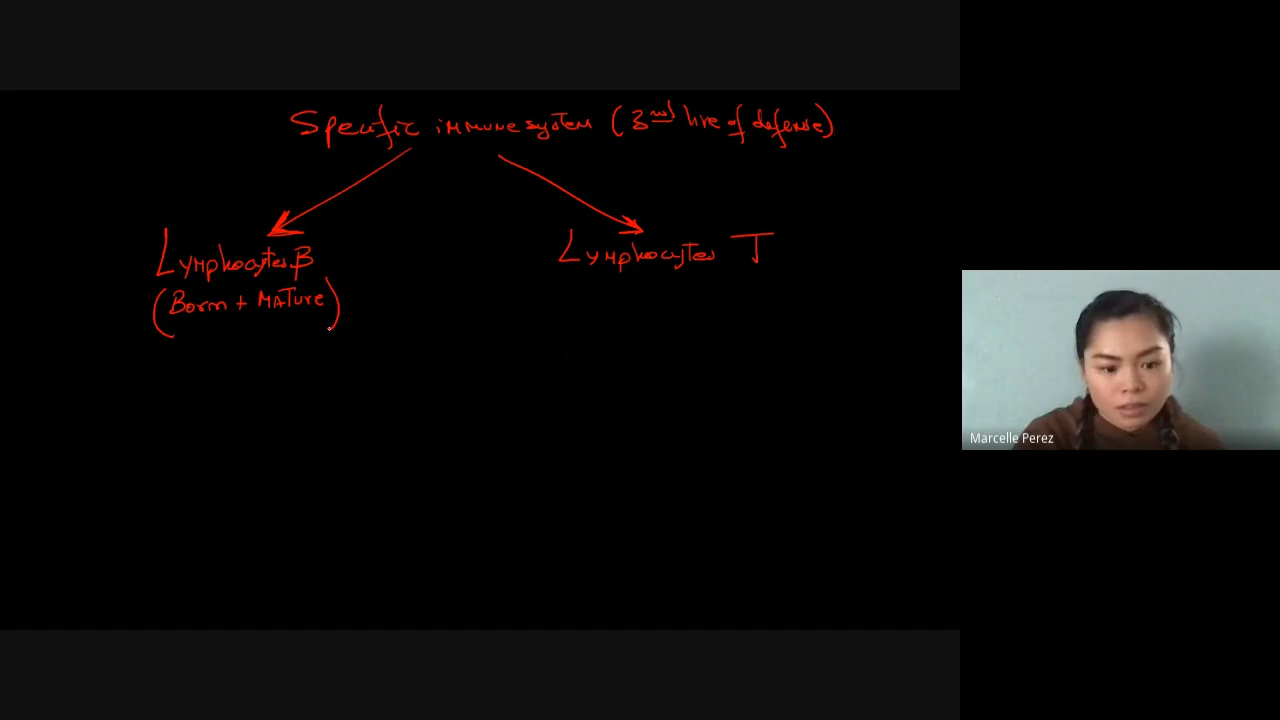 Specific immune system (3rd line of defense)
Lymphocytes B
Lymphocytes T
(Born + MATure)
Marcelle Perez